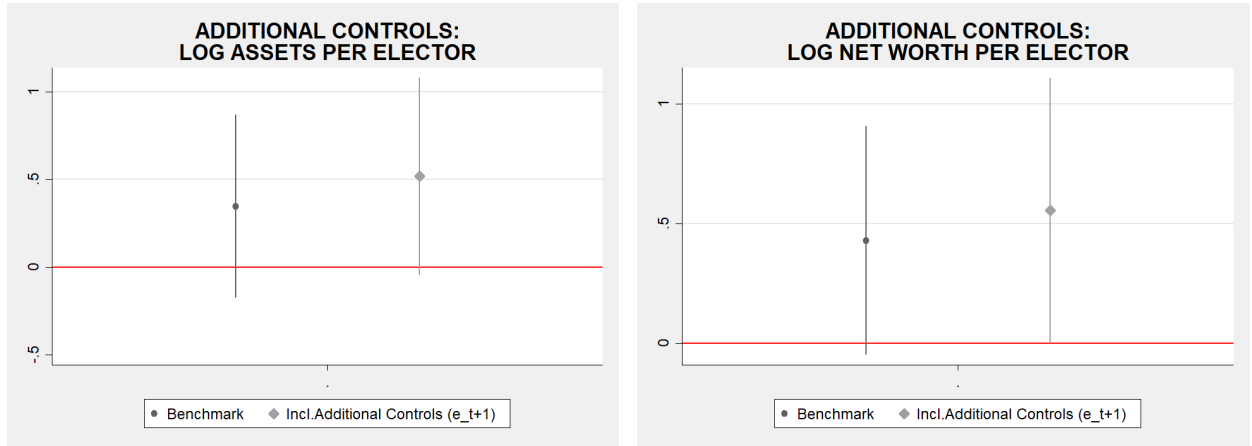 ADDITIONAL CONTROLS:
LOG ASSETS PER ELECTOR
1
.5
0
-.5
.
Benchmark Incl.Additional Controls (e_t+1)
ADDITIONAL CONTROLS:
LOG NET WORTH PER ELECTOR
1
.5
0
.
Benchmark Incl.Additional Controls (e_t+1)